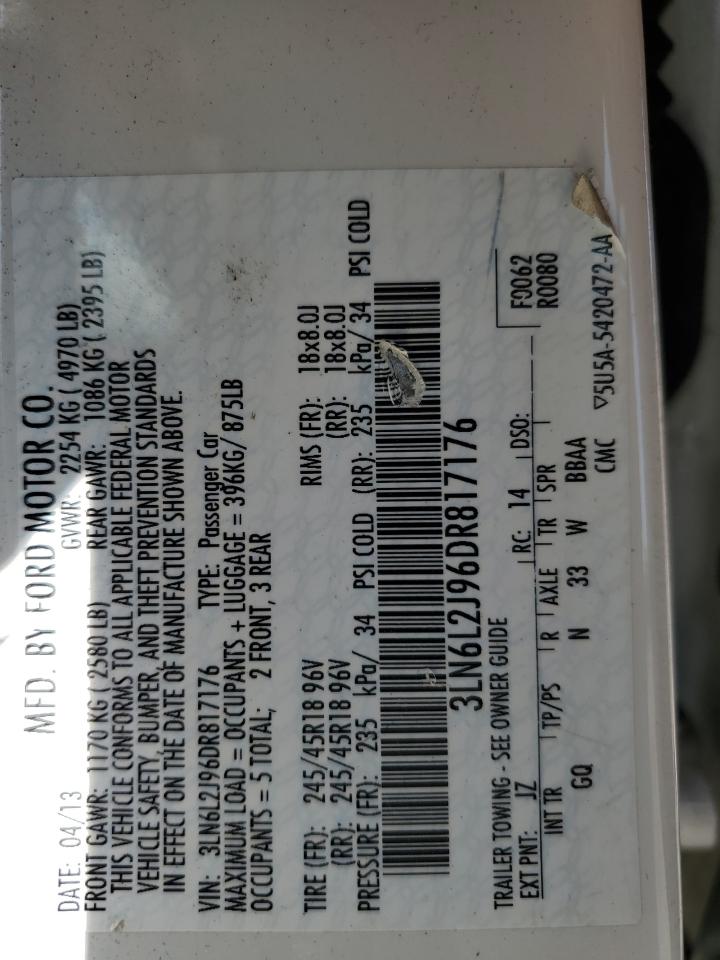 MFD. BY FORD MOTOR CO.
DATE: 04/13 GVWR: 2254 KG ( 4970 LB)
FRONT GAWR: 1170 KG ( 2580 LB) REAR GAWR: 1086 KG ( 2395 LB)
THIS VEHICLE CONFORMS TO ALL APPLICABLE FEDERAL MOTOR
VEHICLE SAFETY, BUMPER, AND THEFT PREVENTION STANDARDS
IN EFFECT ON THE DATE OF MANUFACTURE SHOWN ABOVE.
VIN: 3LN6L2J96DR817176 TYPE: Passenger Car
MAXIMUM LOAD = OCCUPANTS + LUGGAGE = 396KG/ 875LB
OCCUPANTS = 5 TOTAL; 2 FRONT, 3 REAR
TIRE (FR): 245/45R18 96V RIMS (FR): 18x8.0J
(RR): 245/45R18 96V (RR): 18x8.0J
PRESSURE (FR): 235 kPa/ 34 PSI COLD (RR): 235 kPa/ 34 PSI COLD
3LN6L2J96DR817176
TRAILER TOWING - SEE OWNER GUIDE
EXT PNT: JZ RC: 14 DSO: F0062
INT TR TP/PS R AXLE TR SPR R0080
GQ N 33 W BBAA
CMC ▽5U5A-5420472-AA